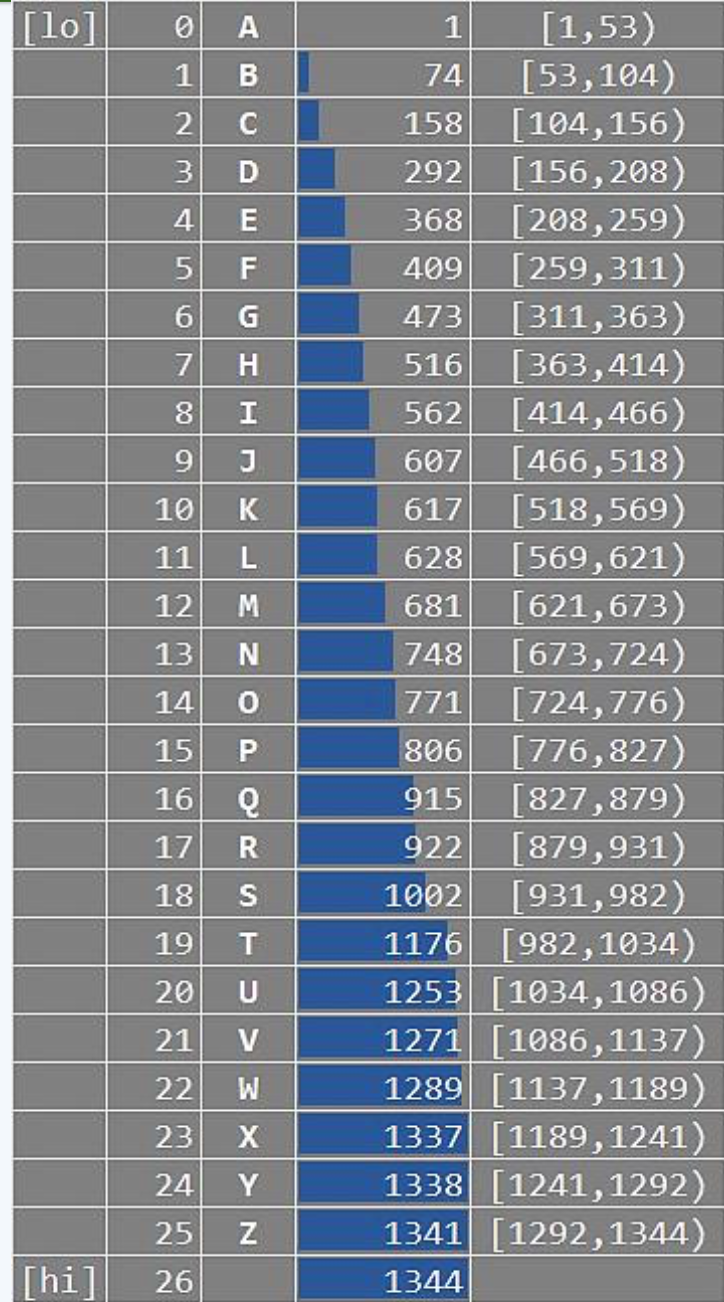 [lo] 0 A 1 [1,53)
1 B 74 [53,104)
2 C 158 [104,156)
3 D 292 [156,208)
4 E 368 [208,259)
5 F 409 [259,311)
6 G 473 [311,363)
7 H 516 [363,414)
8 I 562 [414,466)
9 J 607 [466,518)
10 K 617 [518,569)
11 L 628 [569,621)
12 M 681 [621,673)
13 N 748 [673,724)
14 O 771 [724,776)
15 P 806 [776,827)
16 Q 915 [827,879)
17 R 922 [879,931)
18 S 1002 [931,982)
19 T 1176 [982,1034)
20 U 1253 [1034,1086)
21 V 1271 [1086,1137)
22 W 1289 [1137,1189)
23 X 1337 [1189,1241)
24 Y 1338 [1241,1292)
25 Z 1341 [1292,1344)
[hi] 26 1344